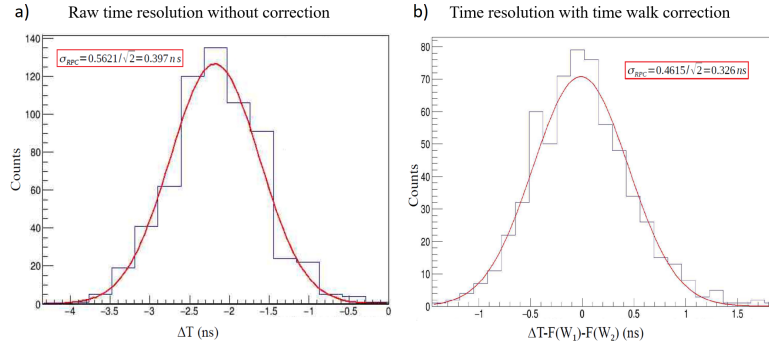 a) Raw time resolution without correction
σRPC=0.5621/√2=0.397 ns
Counts
140
120
100
80
60
40
20
0
−4 −3.5 −3 −2.5 −2 −1.5 −1 −0.5 0
ΔT (ns)
b) Time resolution with time walk correction
σRPC=0.4615/√2=0.326 ns
Counts
80
70
60
50
40
30
20
10
0
−1 −0.5 0 0.5 1 1.5
ΔT-F(W₁)-F(W₂) (ns)